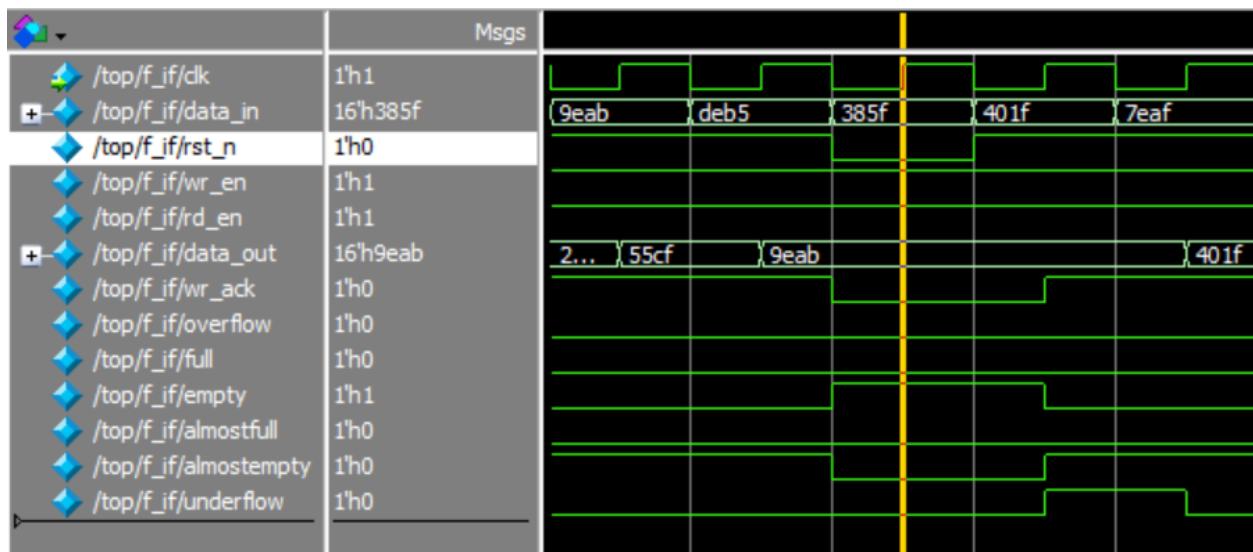 Msgs
/top/f_if/clk 1'h1
/top/f_if/data_in 16'h385f 9eab deb5 385f 401f 7eaf
/top/f_if/rst_n 1'h0
/top/f_if/wr_en 1'h1
/top/f_if/rd_en 1'h1
/top/f_if/data_out 16'h9eab 2... 55cf 9eab 401f
/top/f_if/wr_ack 1'h0
/top/f_if/overflow 1'h0
/top/f_if/full 1'h0
/top/f_if/empty 1'h1
/top/f_if/almostfull 1'h0
/top/f_if/almostempty 1'h0
/top/f_if/underflow 1'h0